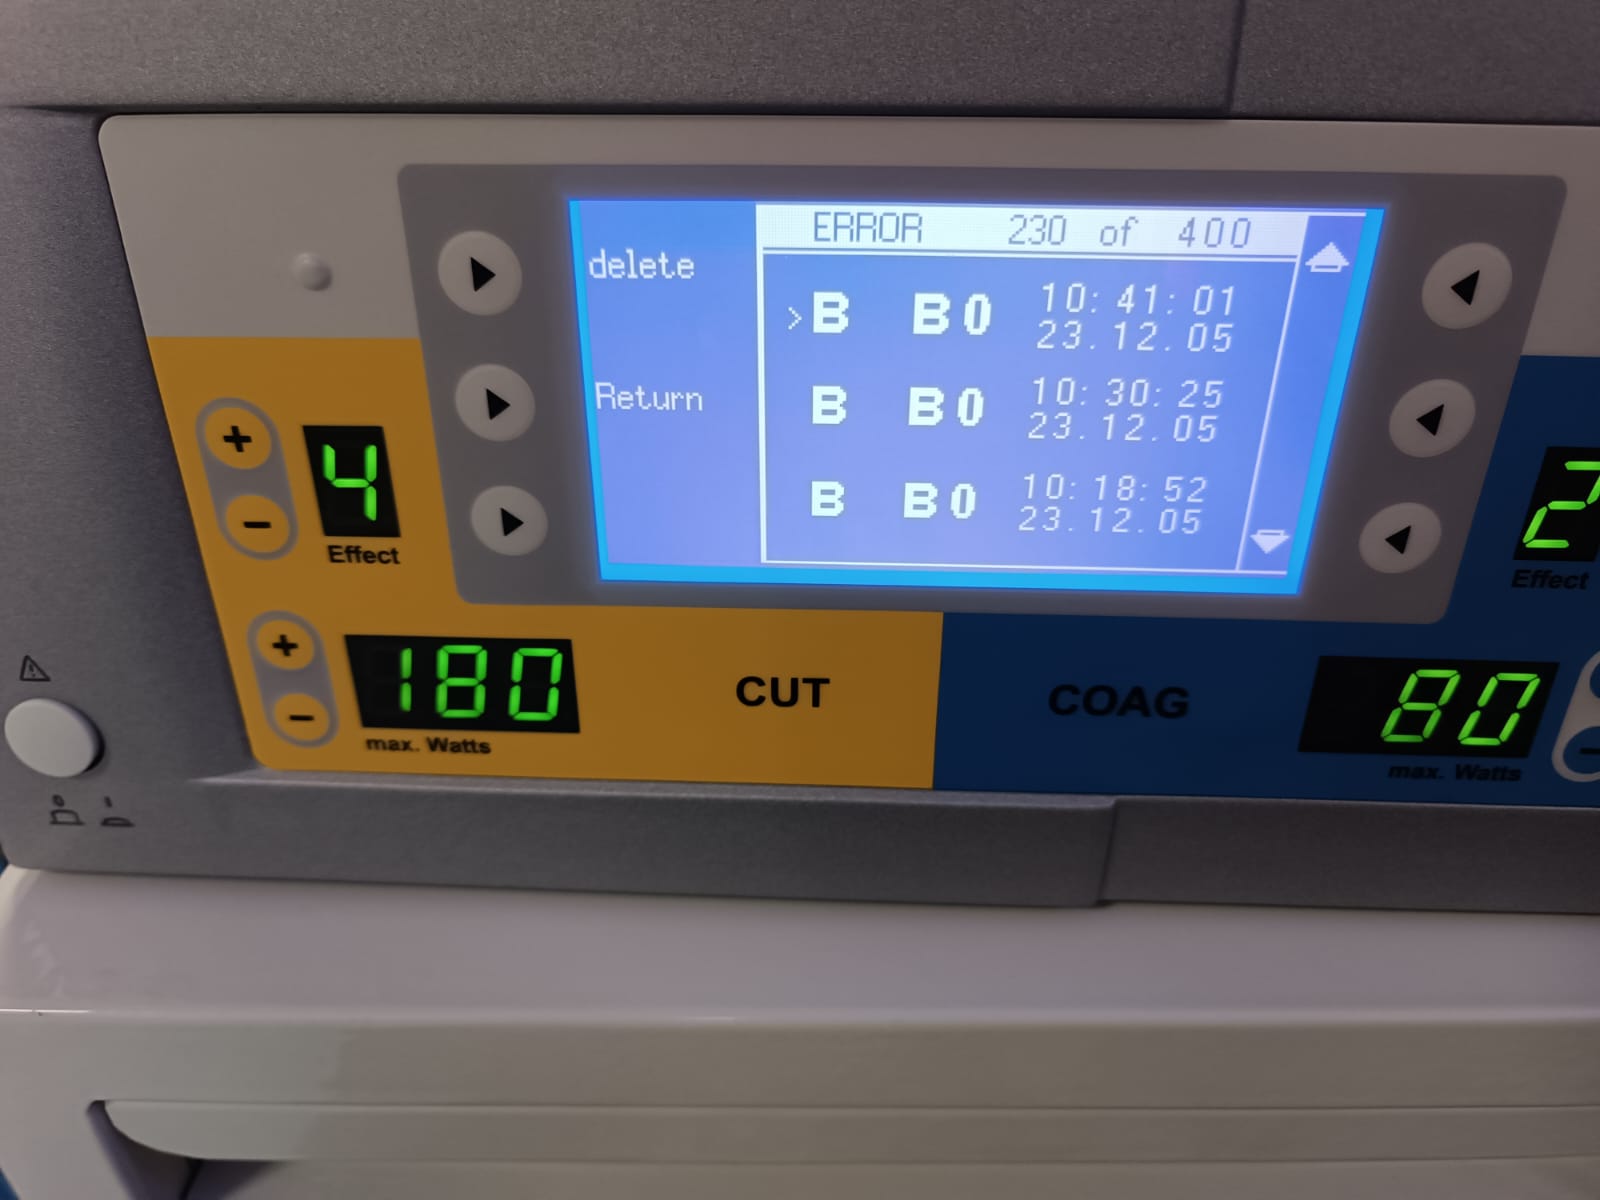 ERROR 230 of 400
delete
>B B0 10:41:01
23.12.05
Return
B B0 10:30:25
23.12.05
B B0 10:18:52
23.12.05
+
4
-
Effect
2
Effect
+
180
-
max. Watts
CUT
COAG
80
-
max. Watts